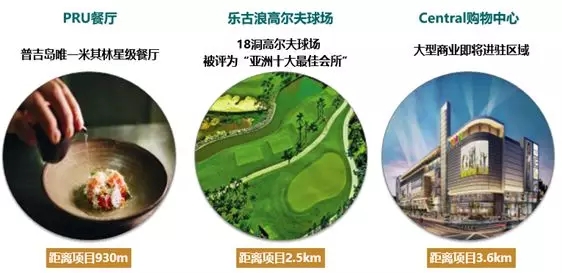 PRU餐厅
普吉岛唯一米其林星级餐厅
距离项目930m
乐古浪高尔夫球场
18洞高尔夫球场
被评为“亚洲十大最佳会所”
距离项目2.5km
Central购物中心
大型商业即将进驻区域
距离项目3.6km